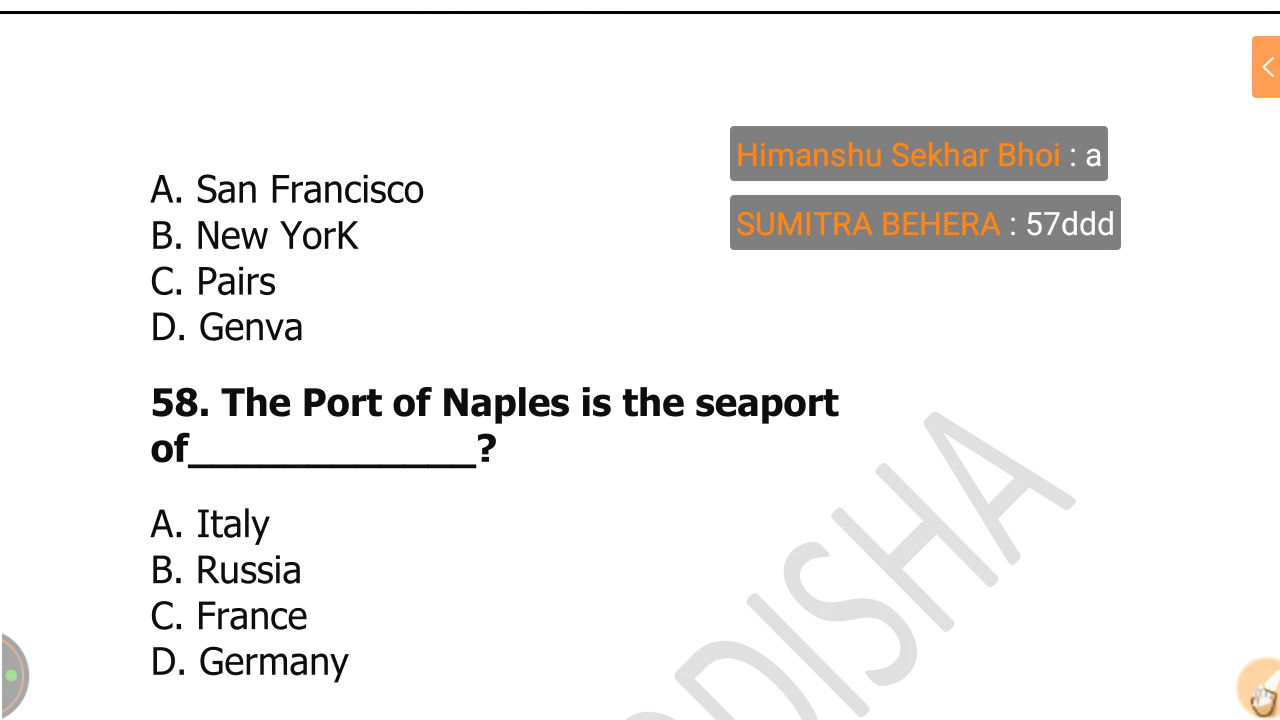 A. San Francisco
B. New YorK
C. Pairs
D. Genva
Himanshu Sekhar Bhoi : a
SUMITRA BEHERA : 57ddd
58. The Port of Naples is the seaport
of_______________?
A. Italy
B. Russia
C. France
D. Germany